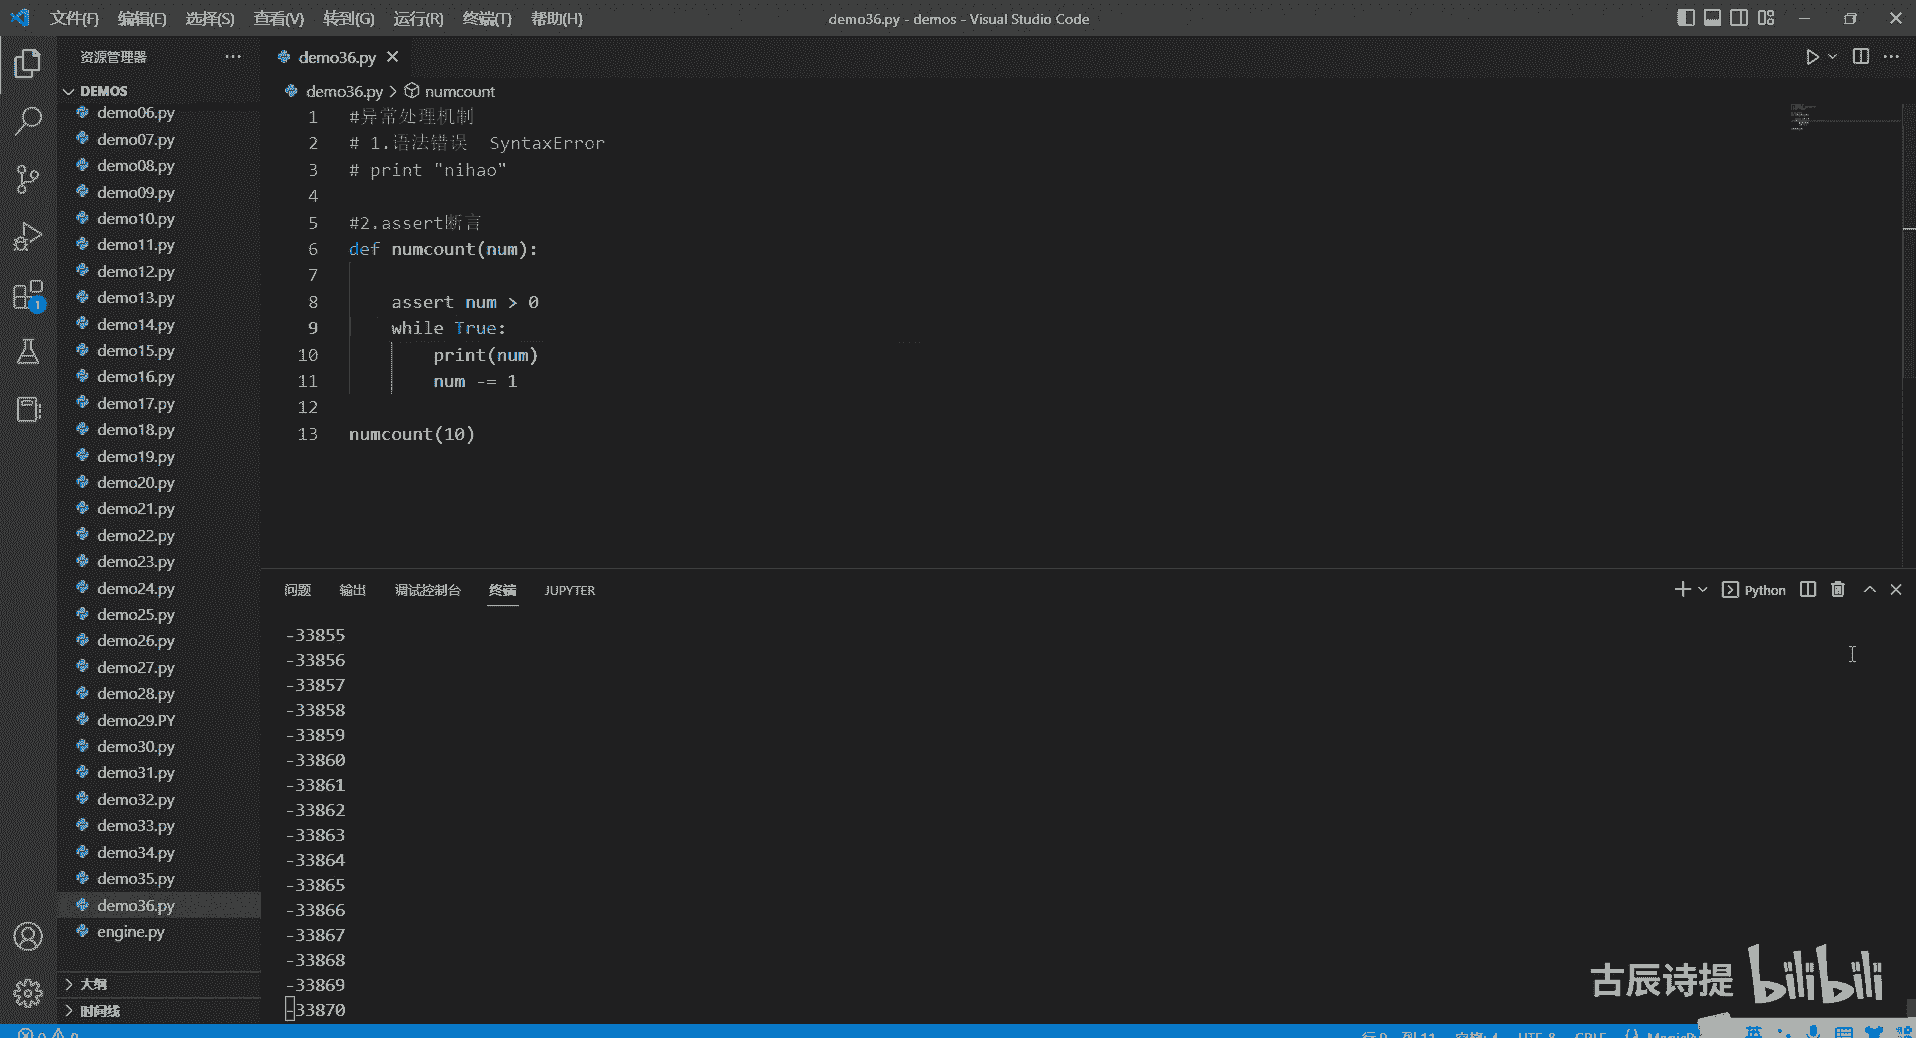 文件(F) 编辑(E) 选择(S) 查看(V) 转到(G) 运行(R) 终端(T) 帮助(H) demo36.py - demos - Visual Studio Code
资源管理器
DEMOS
demo06.py
demo07.py
demo08.py
demo09.py
demo10.py
demo11.py
demo12.py
demo13.py
demo14.py
demo15.py
demo16.py
demo17.py
demo18.py
demo19.py
demo20.py
demo21.py
demo22.py
demo23.py
demo24.py
demo25.py
demo26.py
demo27.py
demo28.py
demo29.PY
demo30.py
demo31.py
demo32.py
demo33.py
demo34.py
demo35.py
demo36.py
engine.py
大纲
时间线
1
demo36.py
demo36.py > numcount
1 #异常处理机制
2 # 1.语法错误 SyntaxError
3 # print "nihao"
4
5 #2.assert断言
6 def numcount(num):
7
8 assert num > 0
9 while True:
10 print(num)
11 num -= 1
12
13 numcount(10)
问题 输出 调试控制台 终端 JUPYTER Python
-33855
-33856
-33857
-33858
-33859
-33860
-33861
-33862
-33863
-33864
-33865
-33866
-33867
-33868
-33869
-33870
古辰诗提 bilibili
英